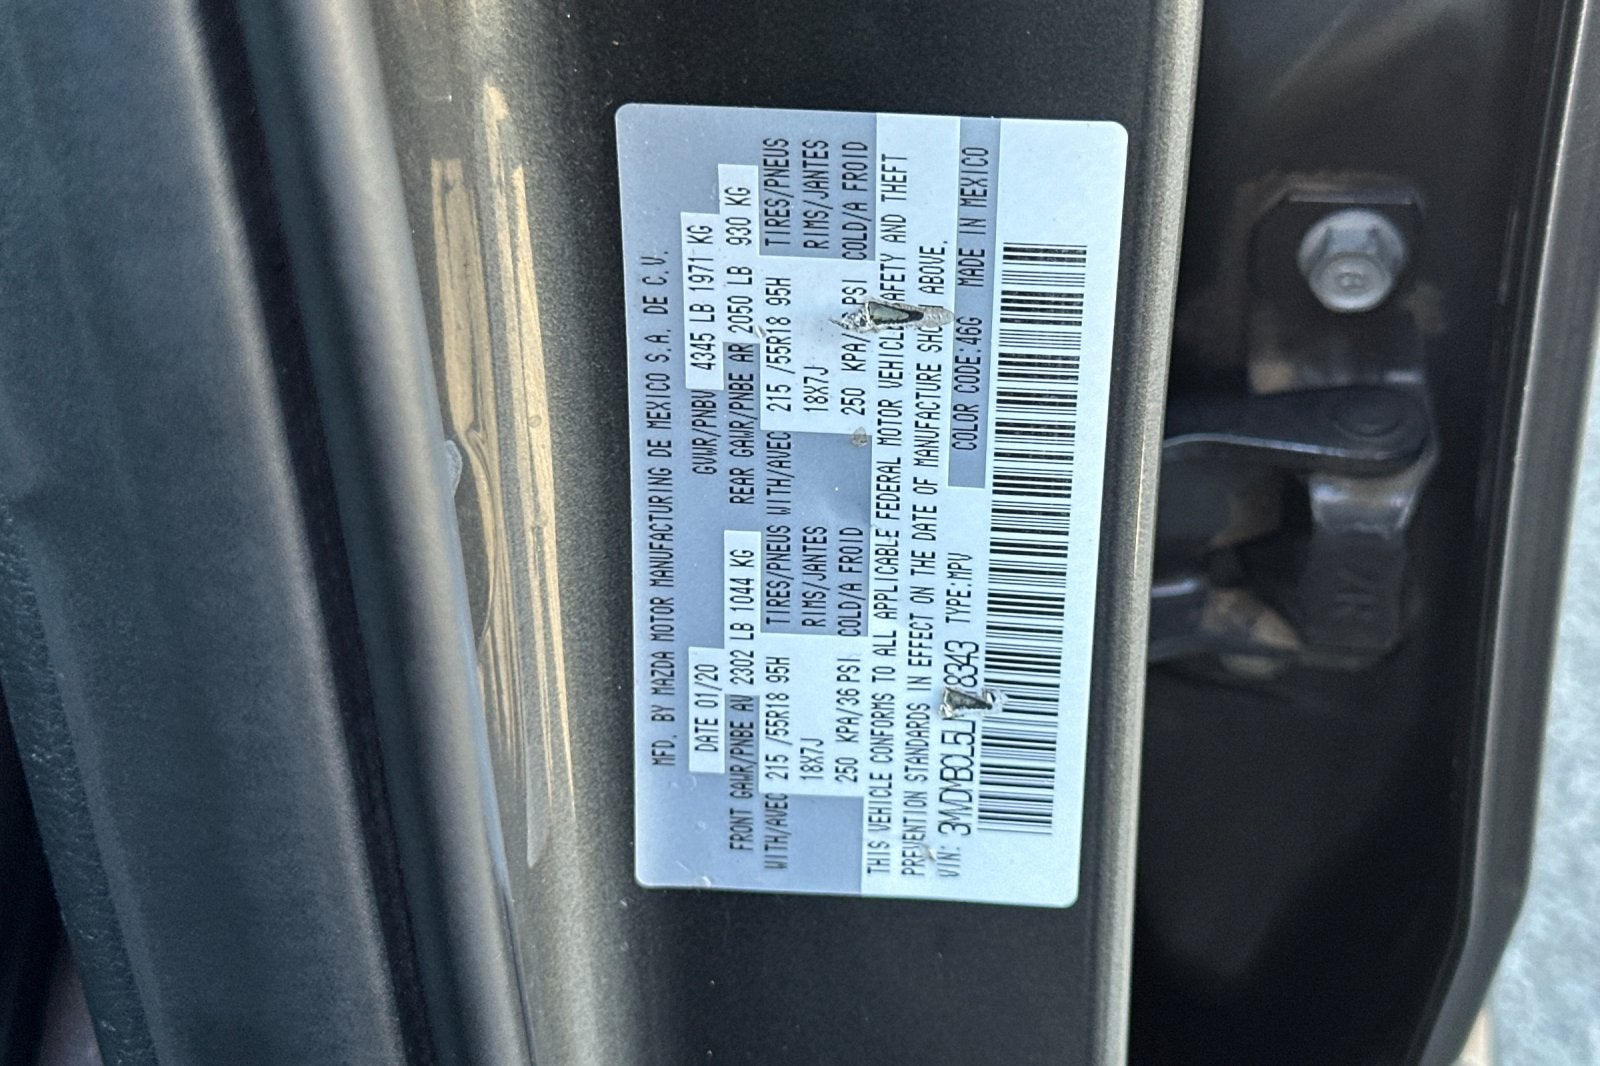 MFD. BY MAZDA MOTOR MANUFACTURING DE MEXICO S.A. DE C.V.
DATE 01/20 GVWR/PNBV 4345 LB 1971 KG
FRONT GAWR/PNBE AV 2302 LB 1044 KG REAR GAWR/PNBE AR 2050 LB 930 KG
WITH/AVEC 215 /55R18 95H TIRES/PNEUS WITH/AVEC 215 /55R18 95H TIRES/PNEUS
18X7J RIMS/JANTES 18X7J RIMS/JANTES
250 KPA/36PSI COLD/A FROID 250 KPA/ PSI COLD/A FROID
THIS VEHICLE CONFORMS TO ALL APPLICABLE FEDERAL MOTOR VEHICLE SAFETY AND THEFT
PREVENTION STANDARDS IN EFFECT ON THE DATE OF MANUFACTURE ABOVE.
VIN: TYPE:MPV COLOR CODE:46G MADE IN MEXICO